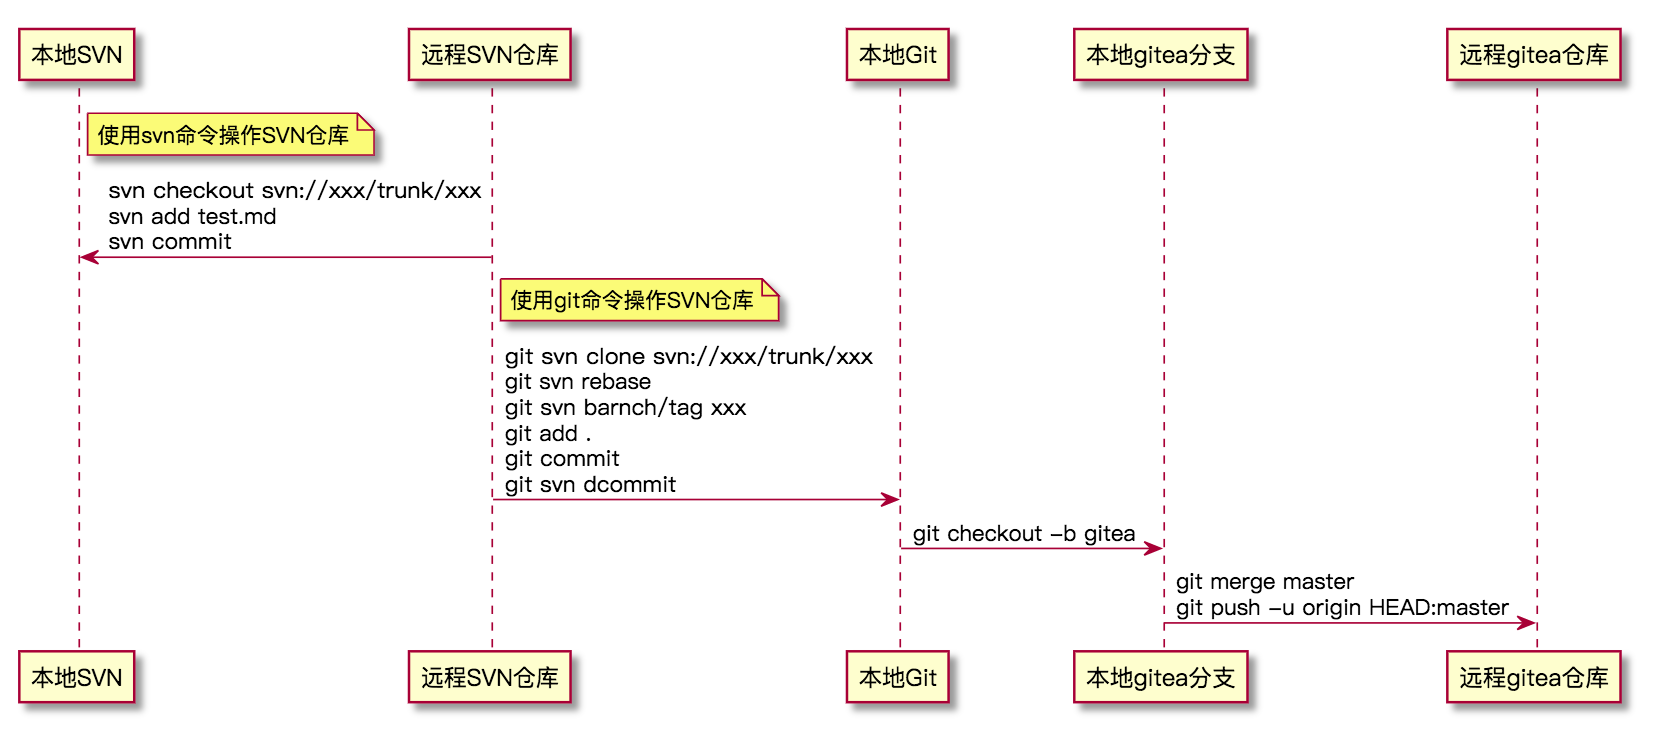 本地SVN
远程SVN仓库
本地Git
本地gitea分支
远程gitea仓库
使用svn命令操作SVN仓库
svn checkout svn://xxx/trunk/xxx
svn add test.md
svn commit
使用git命令操作SVN仓库
git svn clone svn://xxx/trunk/xxx
git svn rebase
git svn barnch/tag xxx
git add .
git commit
git svn dcommit
git checkout -b gitea
git merge master
git push -u origin HEAD:master
本地SVN
远程SVN仓库
本地Git
本地gitea分支
远程gitea仓库